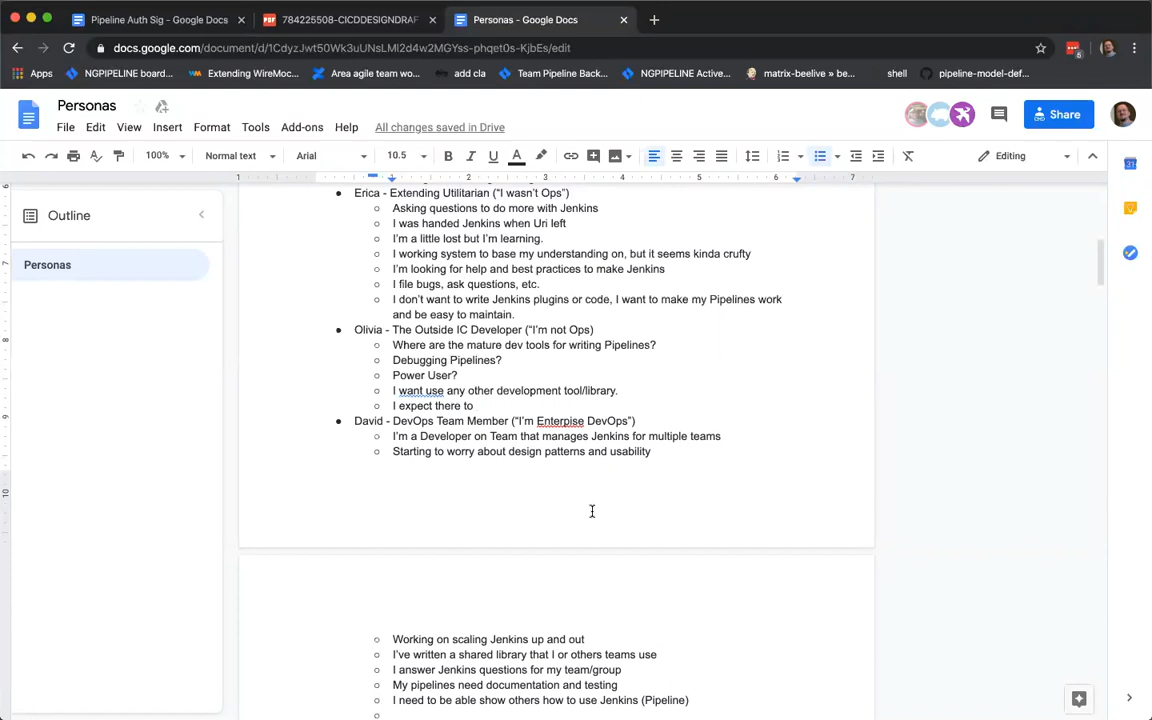 Pipeline Auth Sig - Google Docs
784225508-CICDDESIGNDRAF
Personas - Google Docs
docs.google.com/document/d/1CdyzJwt50Wk3uUNsLMl2d4w2MGYss-phqet0s-KjbEs/edit
Apps
NGPIPELINE board...
Extending WireMoc...
Area agile team wo...
add cla
Team Pipeline Back...
NGPIPELINE Active...
matrix-beelive » be...
shell
pipeline-model-def...
Personas
File Edit View Insert Format Tools Add-ons Help All changes saved in Drive
Share
100% Normal text Arial 10.5 B I U A Editing
1 1 2 3 4 5 6 7
Outline
Personas
Erica - Extending Utilitarian (“I wasn’t Ops”)
Asking questions to do more with Jenkins
I was handed Jenkins when Uri left
I’m a little lost but I’m learning.
I working system to base my understanding on, but it seems kinda crufty
I’m looking for help and best practices to make Jenkins
I file bugs, ask questions, etc.
I don’t want to write Jenkins plugins or code, I want to make my Pipelines work
and be easy to maintain.
Olivia - The Outside IC Developer (“I’m not Ops)
Where are the mature dev tools for writing Pipelines?
Debugging Pipelines?
Power User?
I want use any other development tool/library.
I expect there to
David - DevOps Team Member (“I’m Enterpise DevOps”)
I’m a Developer on Team that manages Jenkins for multiple teams
Starting to worry about design patterns and usability
Working on scaling Jenkins up and out
I’ve written a shared library that I or others teams use
I answer Jenkins questions for my team/group
My pipelines need documentation and testing
I need to be able show others how to use Jenkins (Pipeline)